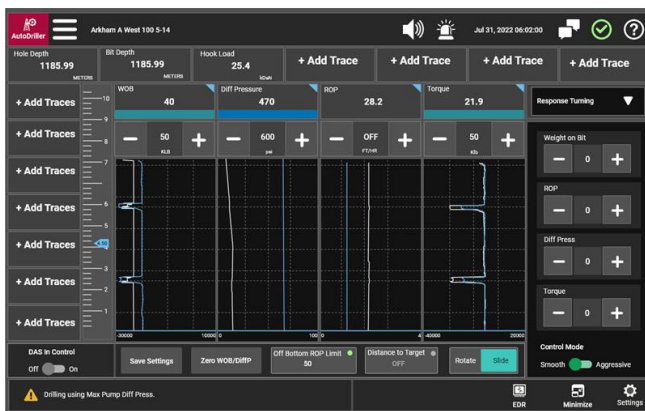 AutoDriller
Arkham A West 100 5-14
Jul 31, 2022 06:02:00
Hole Depth
1185.99
METERS
Bit Depth
1185.99
METERS
Hook Load
25.4
kDaN
+ Add Trace
+ Add Trace
+ Add Trace
+ Add Trace
+ Add Traces
+ Add Traces
+ Add Traces
+ Add Traces
+ Add Traces
+ Add Traces
+ Add Traces
10
9
7
6
5
3
2
1
WOB
40
Diff Pressure
470
ROP
28.2
Torque
21.9
50
KLB
600
psi
OFF
FT/HR
50
Klb
-30000
10000
0
100
0
4
-40000
20000
Response Turning
Weight on Bit
0
ROP
0
Diff Press
0
Torque
0
Control Mode
Smooth
Aggressive
DAS In Control
Off
On
Save Settings
Zero WOB/DiffP
Off Bottom ROP Limit
50
Distance to Target
OFF
Rotate
Slide
Drilling using Max Pump Diff Press.
EDR
Minimize
Settings